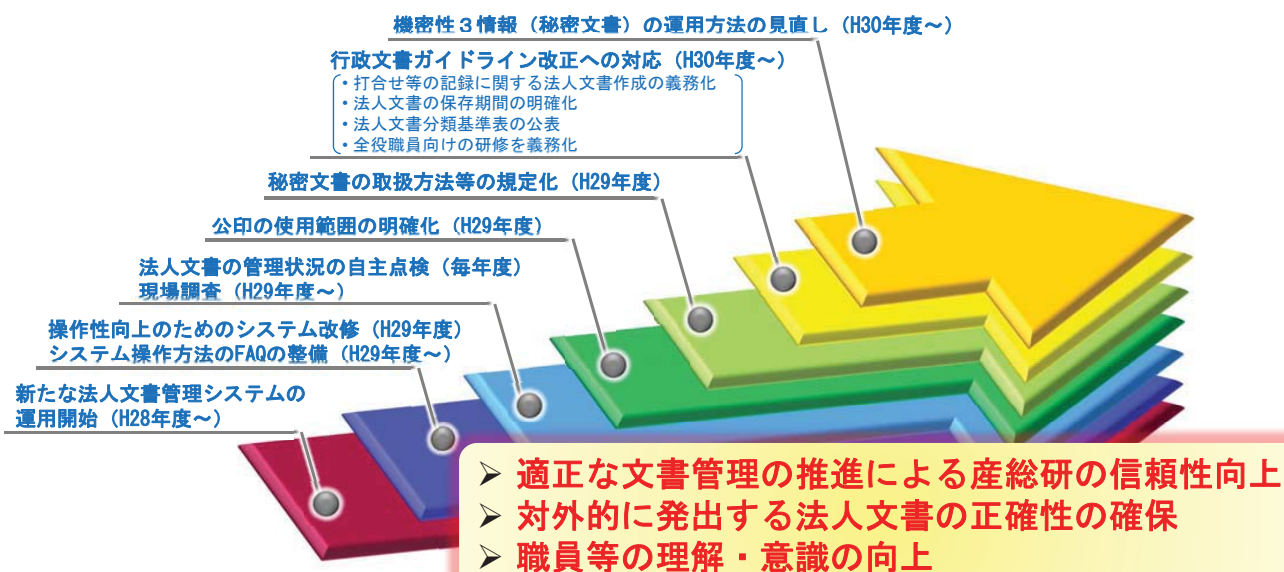 機密性３情報（秘密文書）の運用方法の見直し（H30年度～）
行政文書ガイドライン改正への対応（H30年度～）
・打合せ等の記録に関する法人文書作成の義務化
・法人文書の保存期間の明確化
・法人文書分類基準表の公表
・全役職員向けの研修を義務化
秘密文書の取扱方法等の規定化（H29年度）
公印の使用範囲の明確化（H29年度）
法人文書の管理状況の自主点検（毎年度）
現場調査（H29年度～）
操作性向上のためのシステム改修（H29年度）
システム操作方法のFAQの整備（H29年度～）
新たな法人文書管理システムの
運用開始（H28年度～）
➢ 適正な文書管理の推進による産総研の信頼性向上
➢ 対外的に発出する法人文書の正確性の確保
➢ 職員等の理解・意識の向上